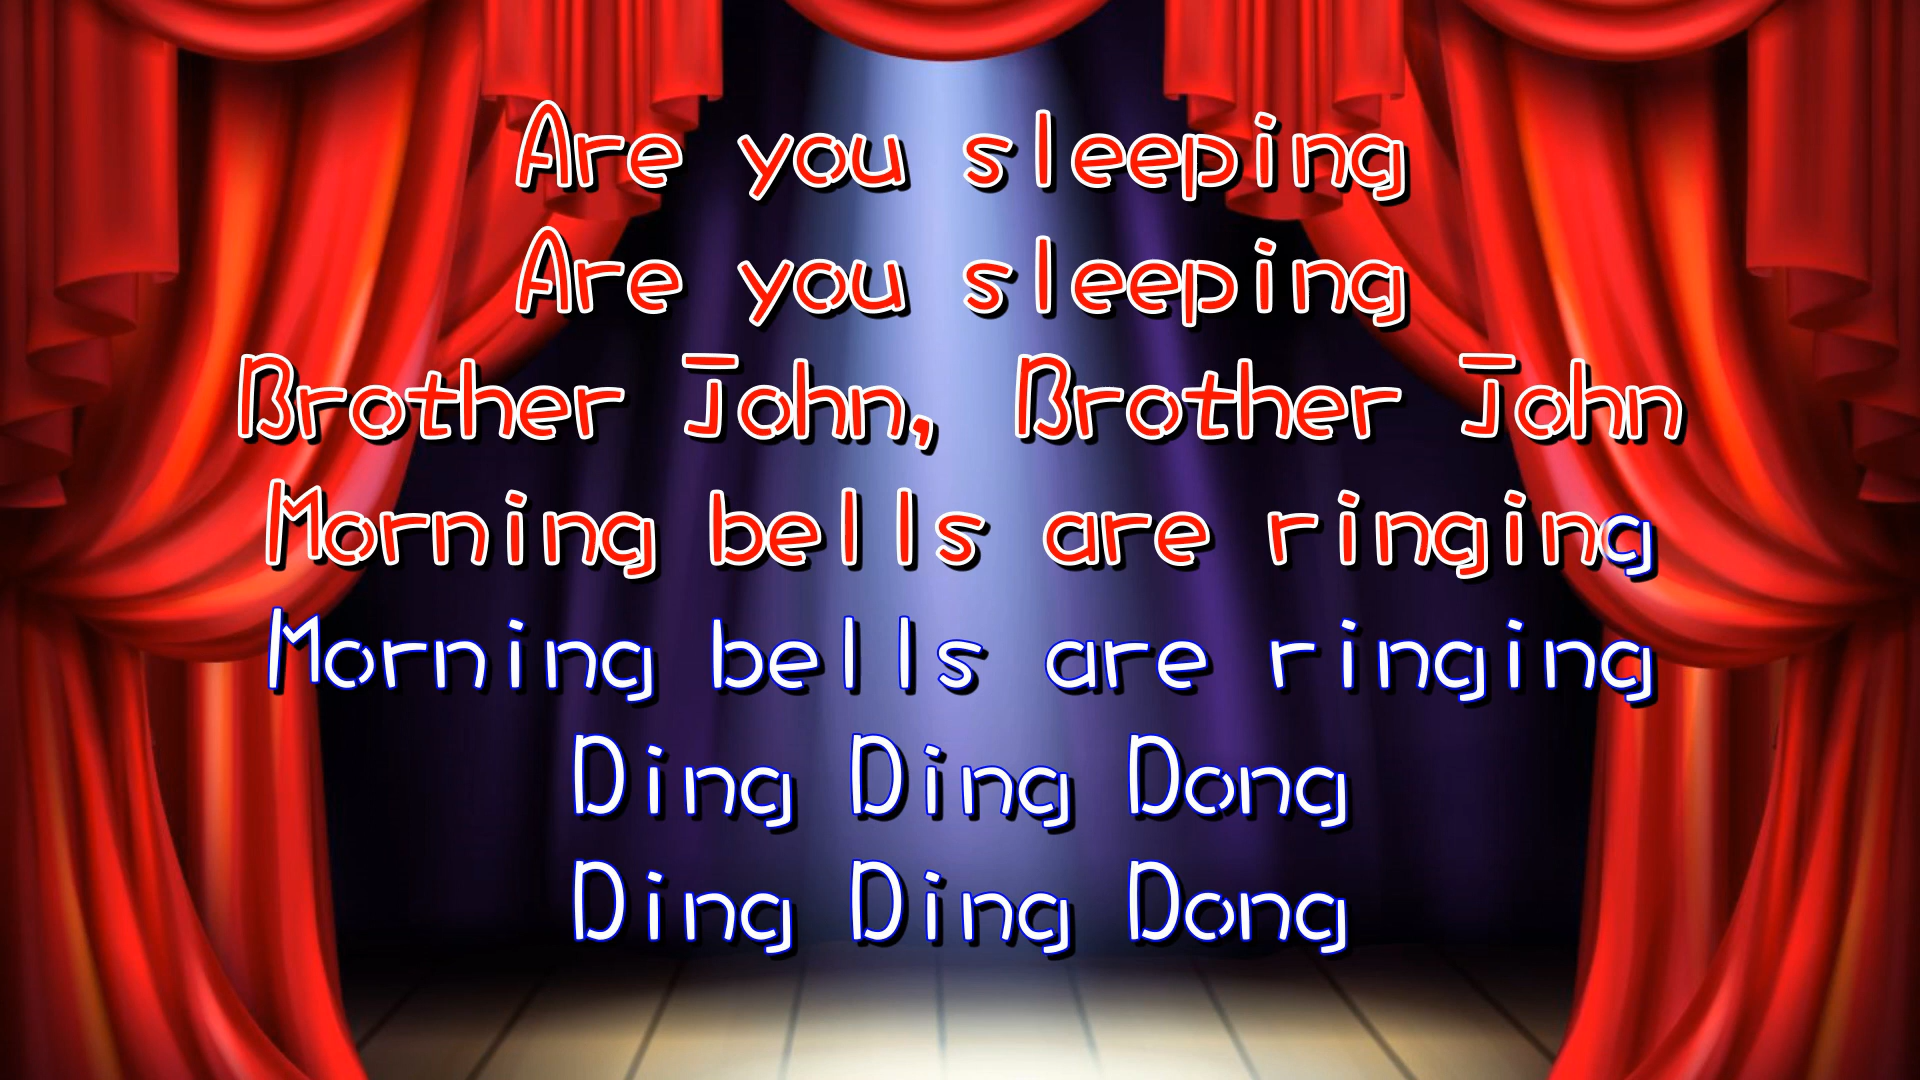 Are you sleeping
Are you sleeping
Brother John, Brother John
Morning bells are ringing
Morning bells are ringing
Ding Ding Dong
Ding Ding Dong